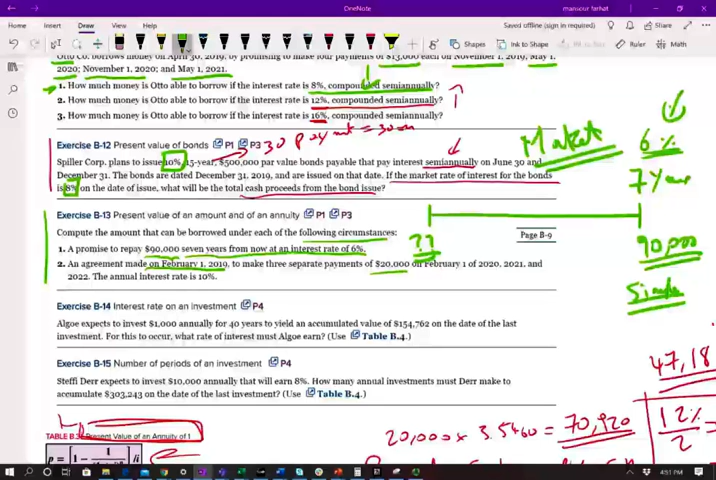 OneNote
mansour farhat
Home Insert Draw View Help
Saved offline (sign in required)
Share
Shapes Ink to Shape Ruler Math
Otto Co. borrows money on April 30, 2019, by promising to make four payments of $13,000 each on November 1, 2019; May 1,
2020; November 1, 2020; and May 1, 2021.
1. How much money is Otto able to borrow if the interest rate is 8%, compounded semiannually?
2. How much money is Otto able to borrow if the interest rate is 12%, compounded semiannually?
3. How much money is Otto able to borrow if the interest rate is 16%, compounded semiannually?
Exercise B-12 Present value of bonds P1 P3
Spiller Corp. plans to issue 10%, 15-year, $500,000 par value bonds payable that pay interest semiannually on June 30 and
December 31. The bonds are dated December 31, 2019, and are issued on that date. If the market rate of interest for the bonds
is 8% on the date of issue, what will be the total cash proceeds from the bond issue?
Market
6%
7 Year
Exercise B-13 Present value of an amount and of an annuity P1 P3
Compute the amount that can be borrowed under each of the following circumstances:
1. A promise to repay $90,000 seven years from now at an interest rate of 6%.
2. An agreement made on February 1, 2019, to make three separate payments of $20,000 on February 1 of 2020, 2021, and
2022. The annual interest rate is 10%.
??
Page B-9
90,000
Exercise B-14 Interest rate on an investment P4
Algoe expects to invest $1,000 annually for 40 years to yield an accumulated value of $154,762 on the date of the last
investment. For this to occur, what rate of interest must Algoe earn? (Use Table B.4.)
Exercise B-15 Number of periods of an investment P4
Steffi Derr expects to invest $10,000 annually that will earn 8%. How many annual investments must Derr make to
accumulate $303,243 on the date of the last investment? (Use Table B.4.)
47,18
20,000 x 3.5460 = 70,920
12%
2
=
Present Value of an Annuity of 1
p = [1 - 1
]/i
4:51 PM